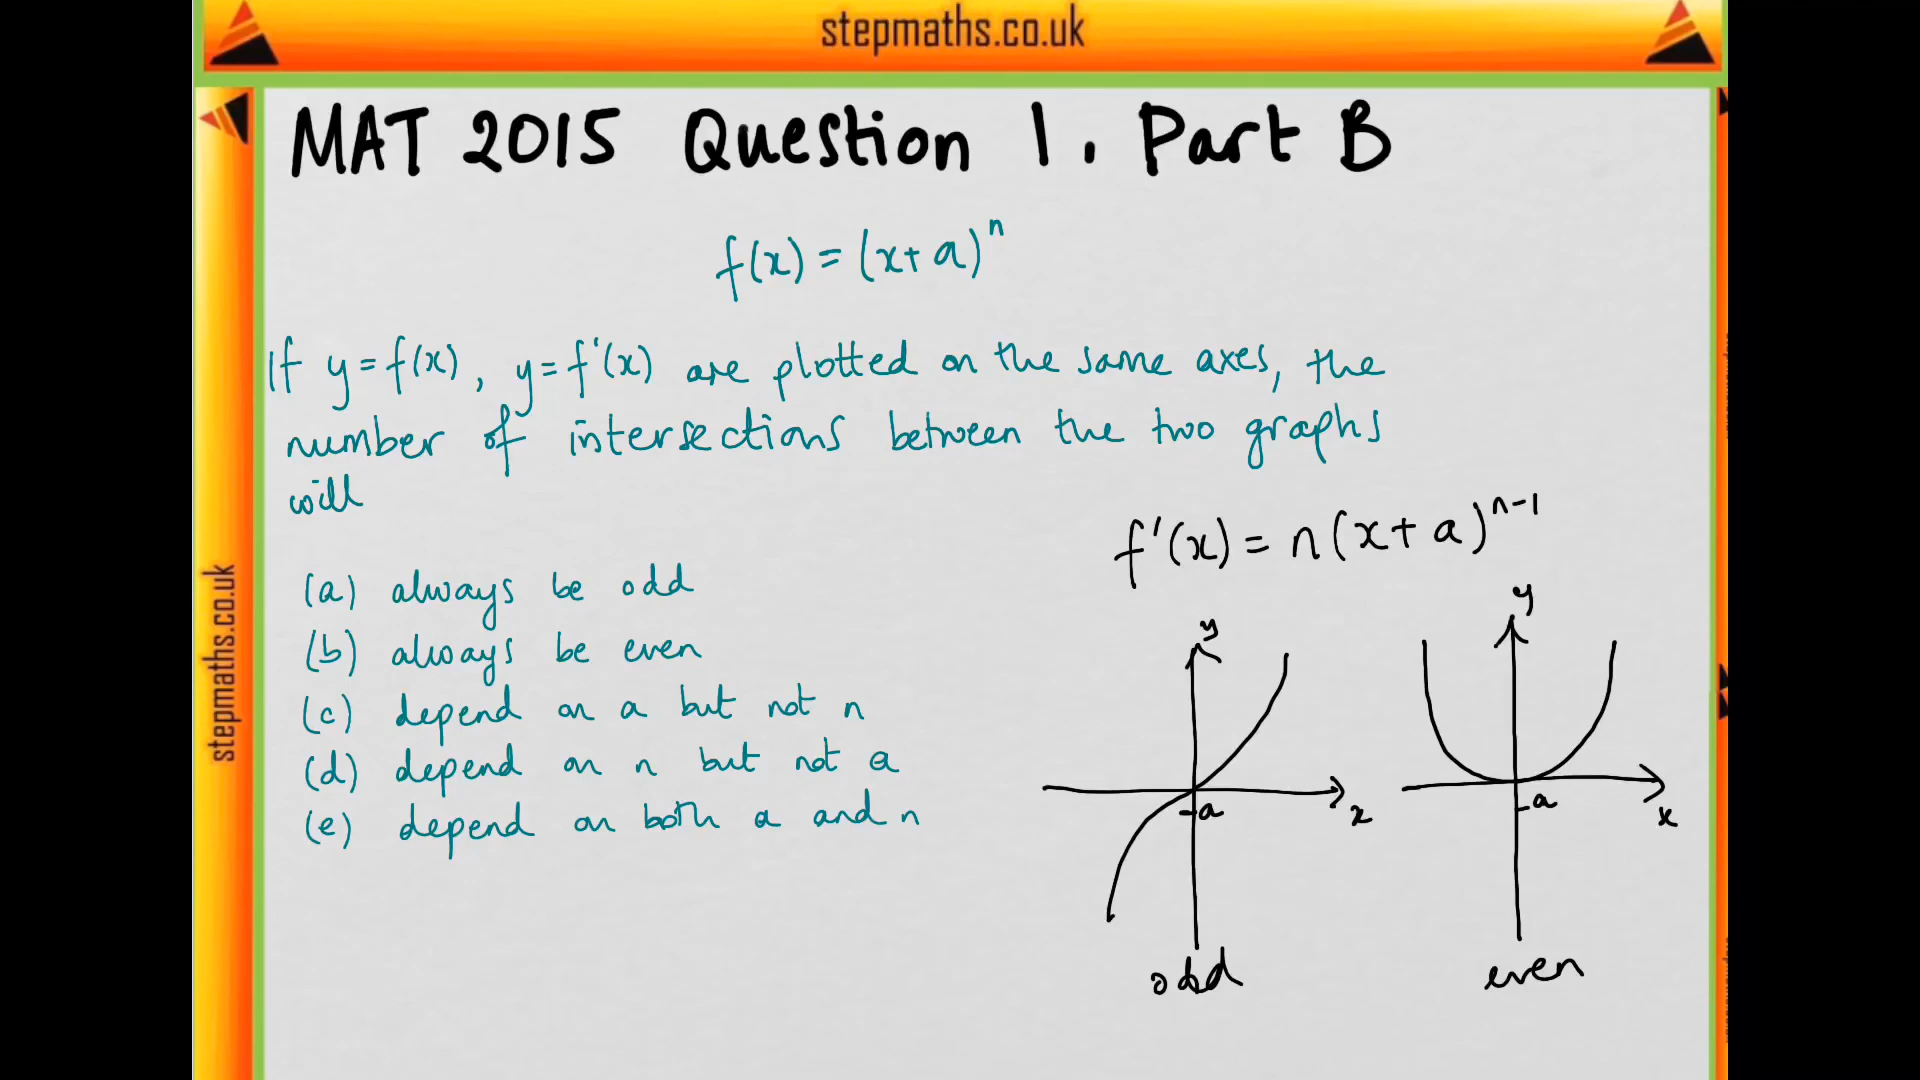 stepmaths.co.uk
MAT 2015 Question 1. Part B
f(x) = (x+a)^n
If y = f(x), y = f'(x) are plotted on the same axes, the
number of intersections between the two graphs
will
f'(x) = n(x+a)^{n-1}
(a) always be odd
(b) always be even
(c) depend on a but not n
(d) depend on n but not a
(e) depend on both a and n
y
x
-a
odd
y
x
-a
even
stepmaths.co.uk